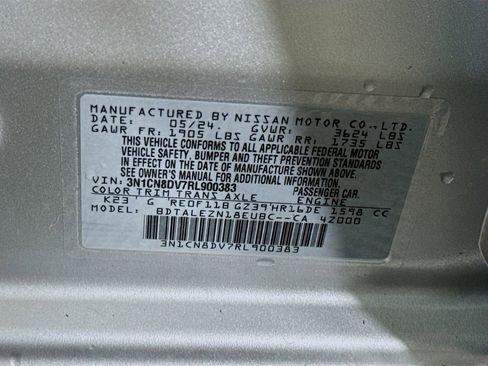 MANUFACTURED BY NISSAN MOTOR CO., LTD.
DATE: 05/24. GVWR: 3624 LBS
GAWR FR: 1905 LBS GAWR RR: 1735 LBS
THIS VEHICLE CONFORMS TO ALL APPLICABLE FEDERAL MOTOR
VEHICLE SAFETY, BUMPER AND THEFT PREVENTION STANDARDS
IN EFFECT ON THE DATE OF MANUFACTURE SHOWN ABOVE.
SEE OWNER'S MANUAL FOR ADDITIONAL INFORMATION.
VIN: 3N1CN8DV7RL900383 PASSENGER CAR
COLOR TRIM TRANS AXLE ENGINE
K23 G RE0F11B GZ39 HR16DE 1598 CC
MODEL: BDTALEZN18EUBC--CA 42000
3N1CN8DV7RL900383